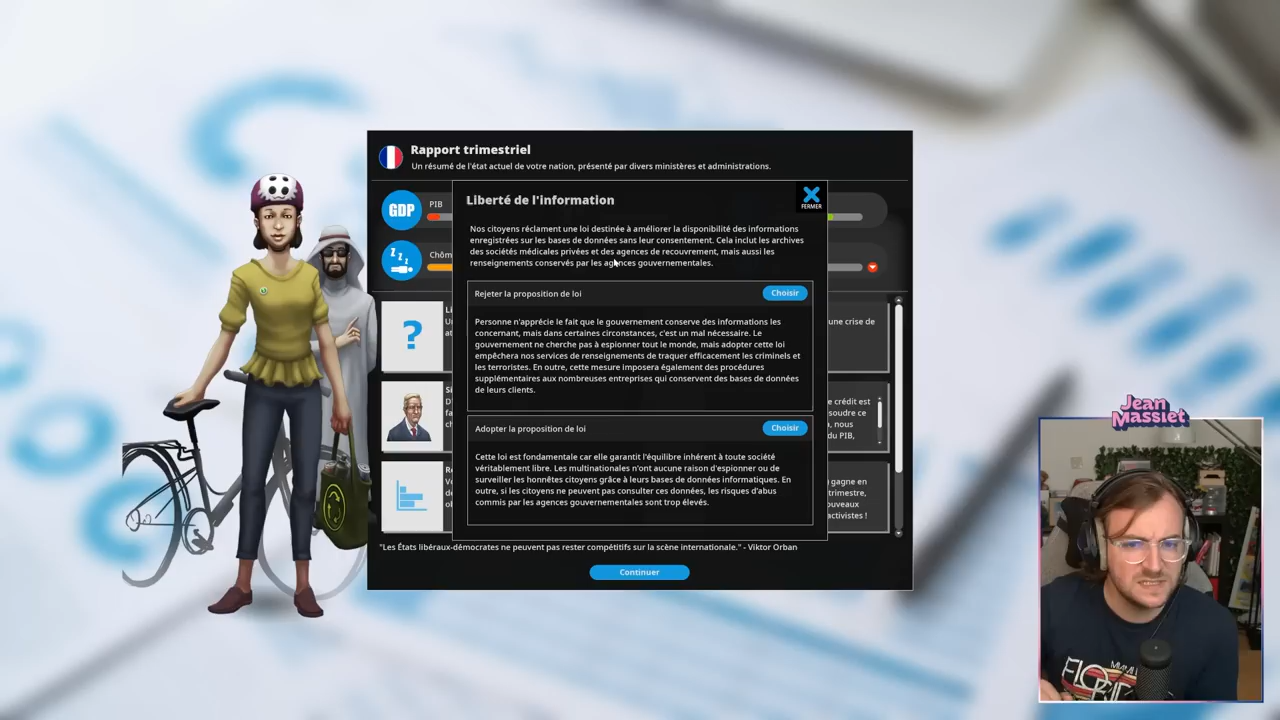 Rapport trimestriel
Un résumé de l'état actuel de votre nation, présenté par divers ministères et administrations.
GDP
PIB
Chôm
Liberté de l'information
FERMER
Nos citoyens réclament une loi destinée à améliorer la disponibilité des informations
enregistrées sur les bases de données sans leur consentement. Cela inclut les archives
des sociétés médicales privées et des agences de recouvrement, mais aussi les
renseignements conservés par les agences gouvernementales.
Rejeter la proposition de loi
Choisir
Personne n'apprécie le fait que le gouvernement conserve des informations les
concernant, mais dans certaines circonstances, c'est un mal nécessaire. Le
gouvernement ne cherche pas à espionner tout le monde, mais adopter cette loi
empêchera nos services de renseignements de traquer efficacement les criminels et
les terroristes. En outre, cette mesure imposera également des procédures
supplémentaires aux nombreuses entreprises qui conservent des bases de données
de leurs clients.
Adopter la proposition de loi
Choisir
Cette loi est fondamentale car elle garantit l'équilibre inhérent à toute société
véritablement libre. Les multinationales n'ont aucune raison d'espionner ou de
surveiller les honnêtes citoyens grâce à leurs bases de données informatiques. En
outre, si les citoyens ne peuvent pas consulter ces données, les risques d'abus
commis par les agences gouvernementales sont trop élevés.
une crise de
e crédit est
soudre ce
, nous
du PIB,
gagne en
trimestre,
ouveaux
activistes !
"Les États libéraux-démocrates ne peuvent pas rester compétitifs sur la scène internationale." - Viktor Orban
Continuer
Jean
Massiet
MIAMI